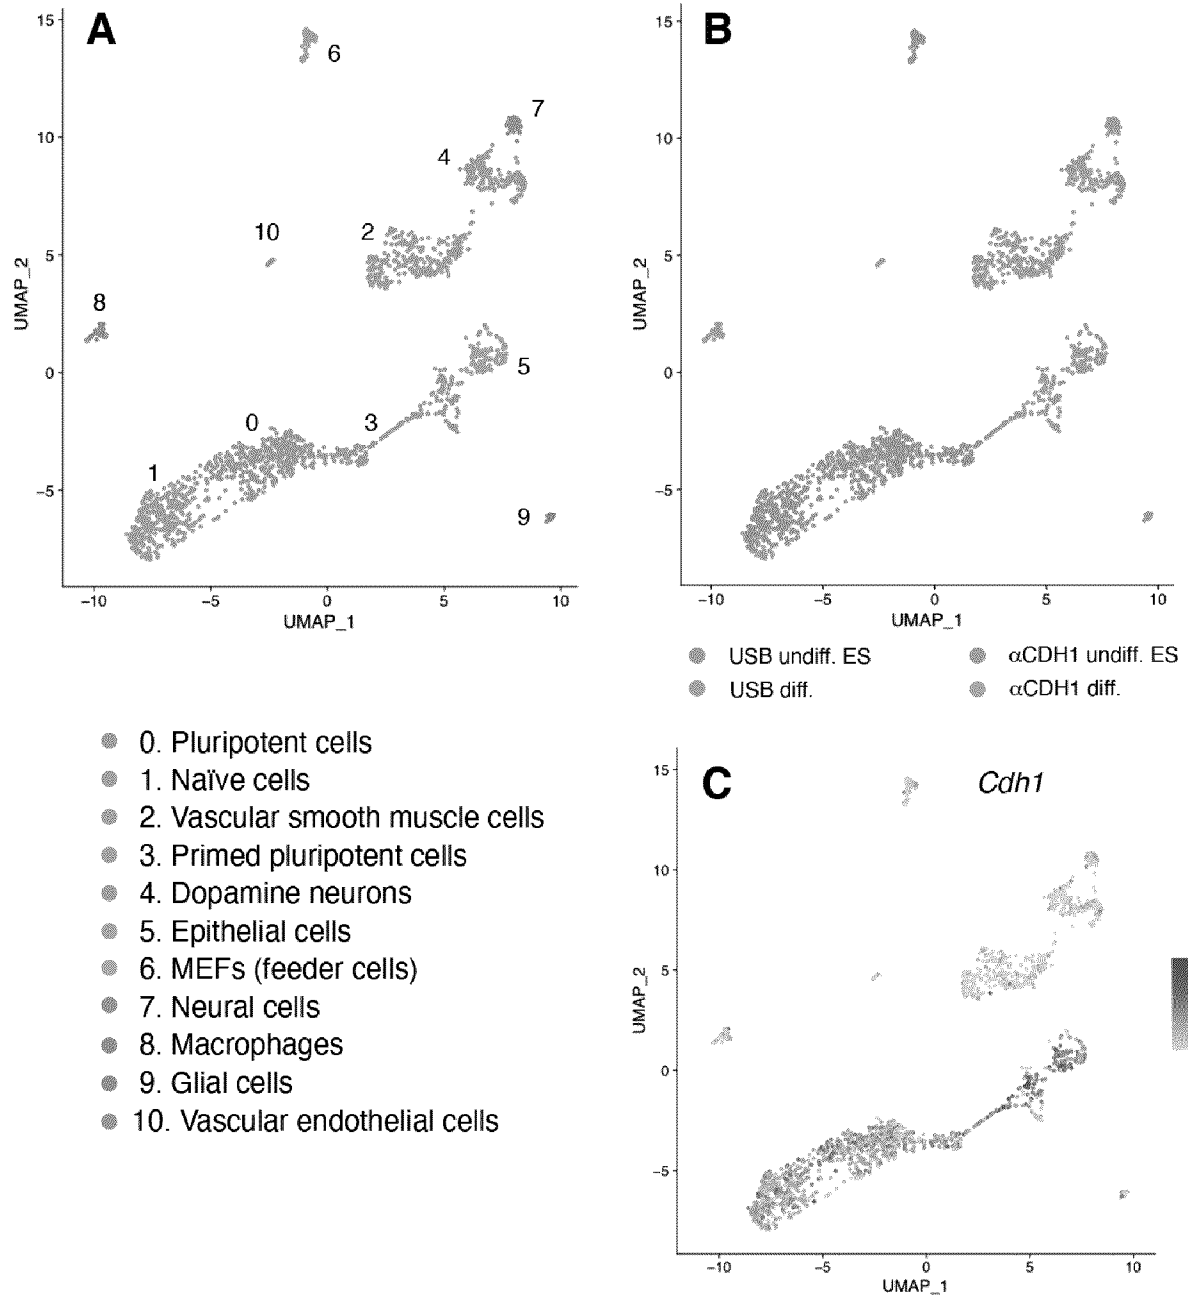 A
B
15
10
5
0
−5
UMAP_2
6
7
4
10
2
8
5
0
3
1
9
−10
−5
0
5
10
UMAP_1
15
10
5
0
−5
UMAP_2
−10
−5
0
5
10
UMAP_1
USB undiff. ES
αCDH1 undiff. ES
USB diff.
αCDH1 diff.
0. Pluripotent cells
1. Naïve cells
2. Vascular smooth muscle cells
3. Primed pluripotent cells
4. Dopamine neurons
5. Epithelial cells
6. MEFs (feeder cells)
7. Neural cells
8. Macrophages
9. Glial cells
10. Vascular endothelial cells
C
Cdh1
15
10
5
0
−5
UMAP_2
−10
−5
0
5
10
UMAP_1